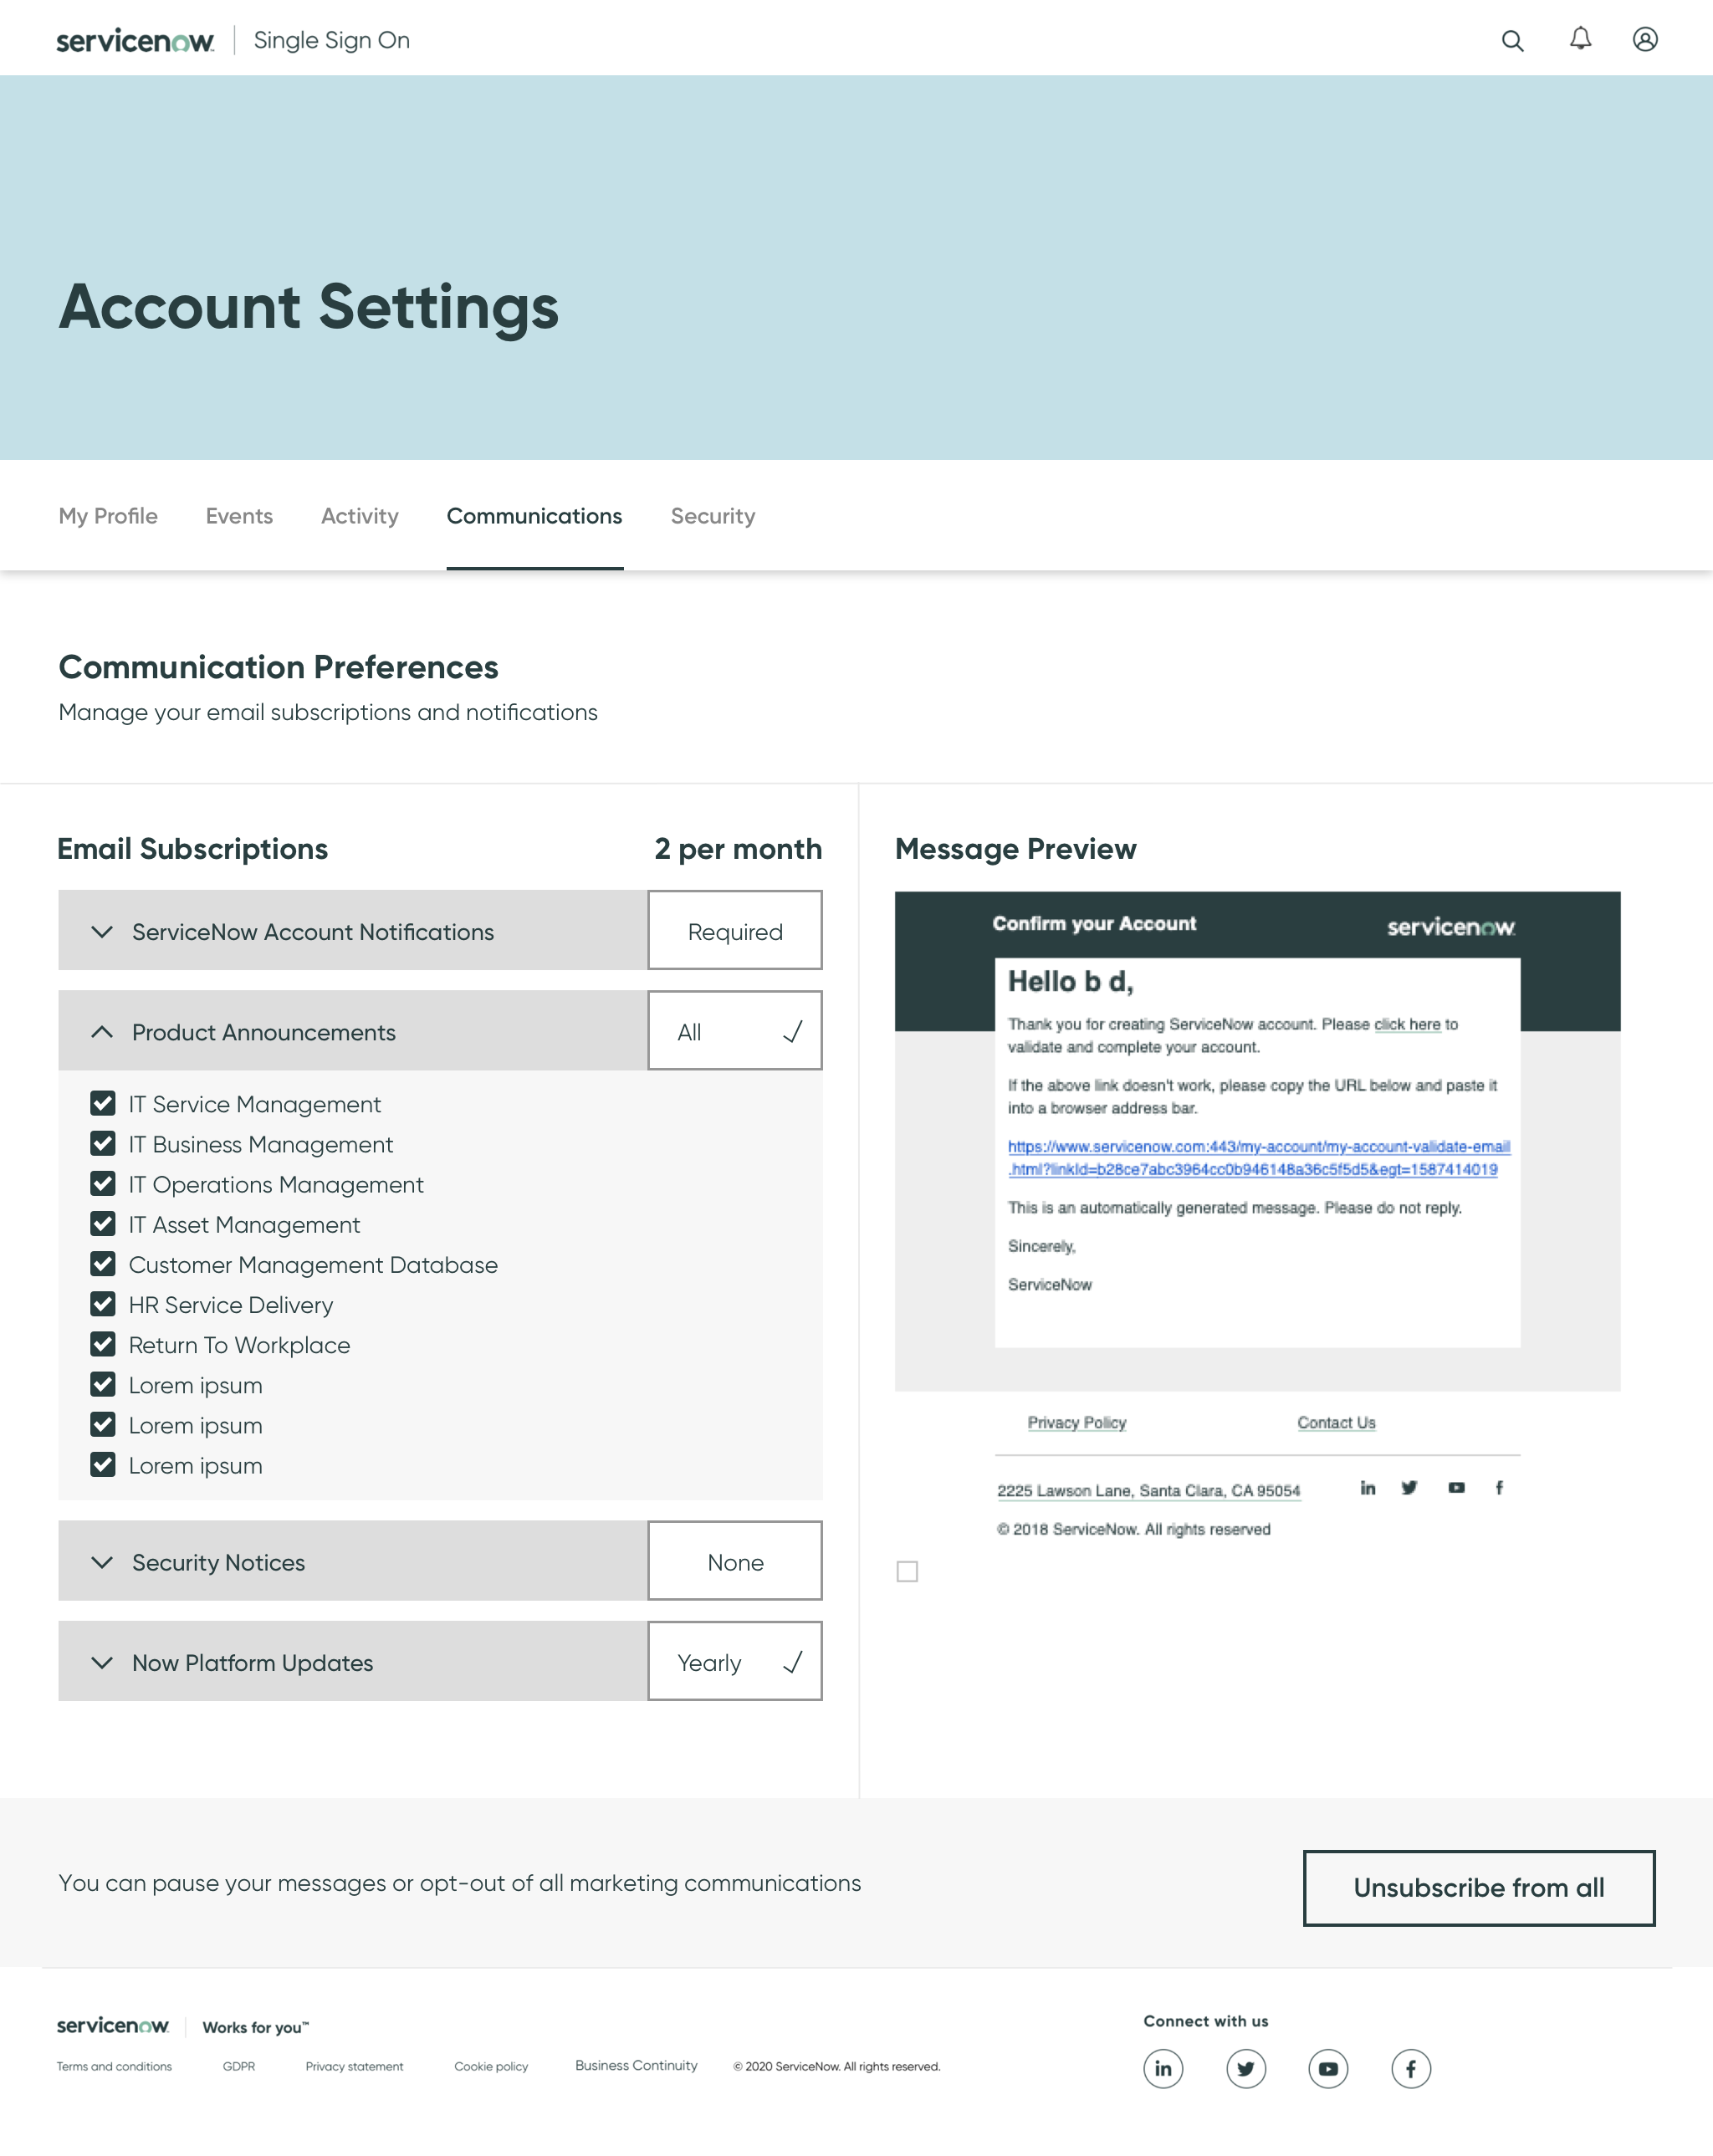 servicenow Single Sign On
Account Settings
My Profile Events Activity Communications Security
Communication Preferences
Manage your email subscriptions and notifications
Email Subscriptions 2 per month
ServiceNow Account Notifications Required
Product Announcements All
IT Service Management
IT Business Management
IT Operations Management
IT Asset Management
Customer Management Database
HR Service Delivery
Return To Workplace
Lorem ipsum
Lorem ipsum
Lorem ipsum
Security Notices None
Now Platform Updates Yearly
Message Preview
Confirm your Account servicenow
Hello b d,
Thank you for creating ServiceNow account. Please click here to
validate and complete your account.
If the above link doesn't work, please copy the URL below and paste it
into a browser address bar.
https://www.servicenow.com:443/my-account/my-account-validate-email
.html?linkId=b28ce7abc3964cc0b946148a36c5f5d5&egt=1587414019
This is an automatically generated message. Please do not reply.
Sincerely,
ServiceNow
Privacy Policy Contact Us
2225 Lawson Lane, Santa Clara, CA 95054
© 2018 ServiceNow. All rights reserved
You can pause your messages or opt-out of all marketing communications
Unsubscribe from all
servicenow Works for you™
Terms and conditions GDPR Privacy statement Cookie policy Business Continuity © 2020 ServiceNow. All rights reserved.
Connect with us